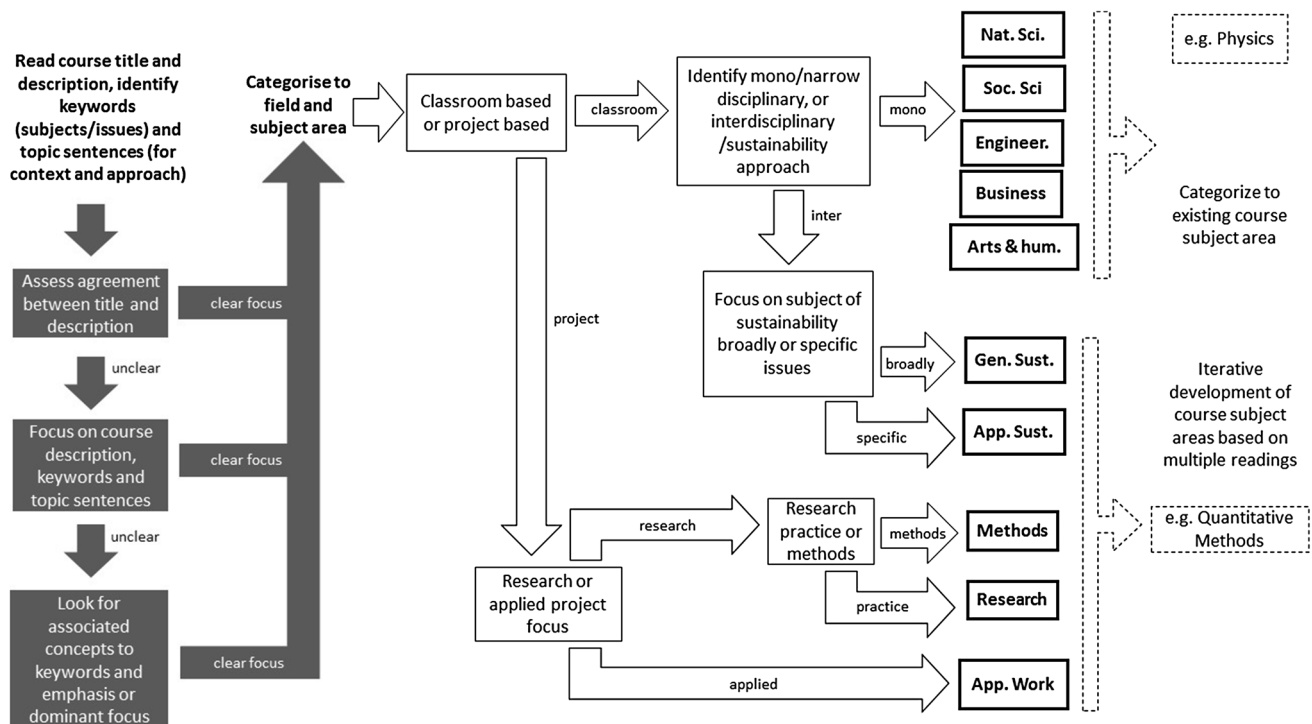 Read course title and
description, identify
keywords
(subjects/issues) and
topic sentences (for
context and approach)
Assess agreement
between title and
description
unclear
Focus on course
description,
keywords and
topic sentences
unclear
Look for
associated
concepts to
keywords and
emphasis or
dominant focus
clear focus
clear focus
clear focus
Categorise to
field and
subject area
Classroom based
or project based
classroom
project
Identify mono/narrow
disciplinary, or
interdisciplinary
/sustainability
approach
mono
inter
Focus on subject of
sustainability
broadly or specific
issues
broadly
specific
Research or
applied project
focus
research
applied
Research
practice or
methods
methods
practice
Nat. Sci.
Soc. Sci
Engineer.
Business
Arts & hum.
Gen. Sust.
App. Sust.
Methods
Research
App. Work
e.g. Physics
Categorize to
existing course
subject area
Iterative
development of
course subject
areas based on
multiple readings
e.g. Quantitative
Methods